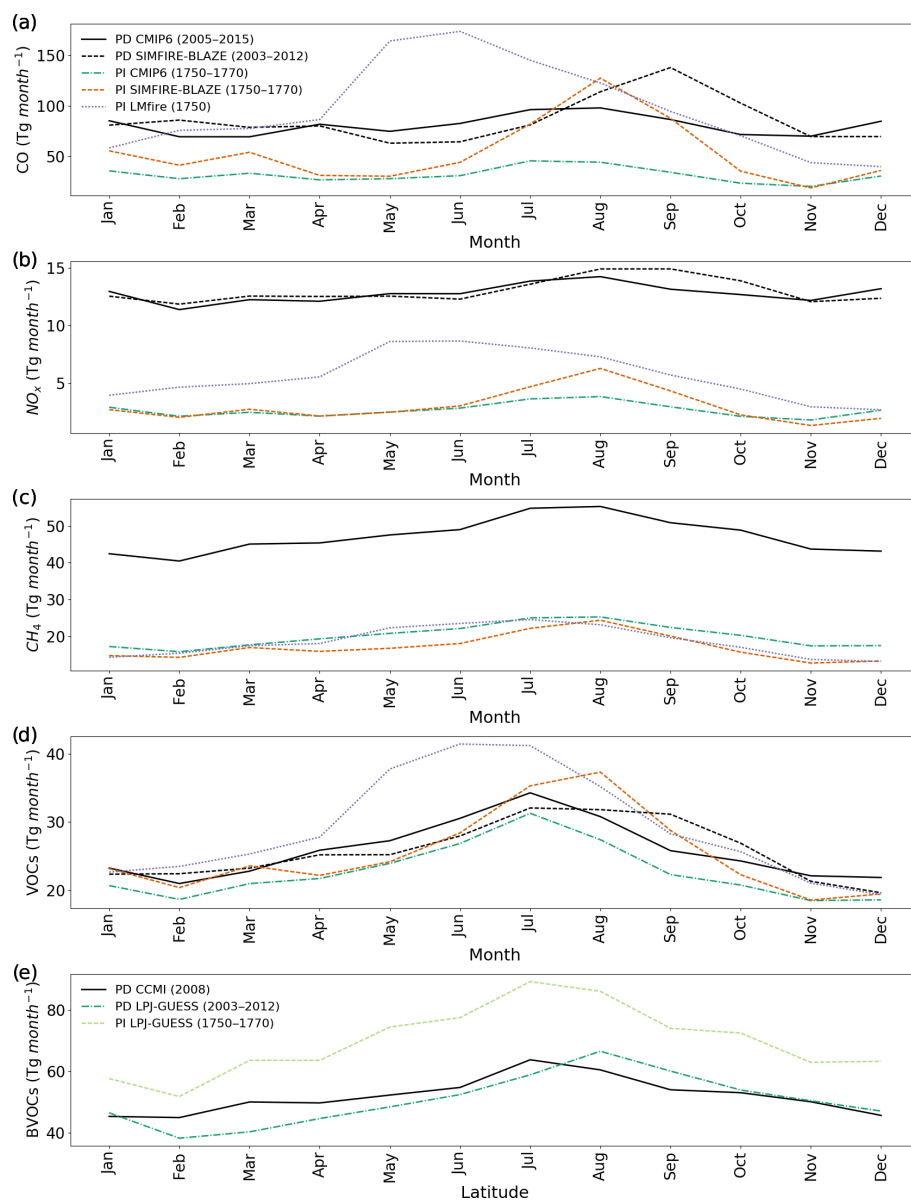 (a)
PD CMIP6 (2005–2015)
PD SIMFIRE-BLAZE (2003–2012)
PI CMIP6 (1750–1770)
PI SIMFIRE-BLAZE (1750–1770)
PI LMfire (1750)
CO (Tg month⁻¹)
150
100
50
Jan
Feb
Mar
Apr
May
Jun
Jul
Aug
Sep
Oct
Nov
Dec
Month
(b)
NOₓ (Tg month⁻¹)
15
10
5
Jan
Feb
Mar
Apr
May
Jun
Jul
Aug
Sep
Oct
Nov
Dec
Month
(c)
CH₄ (Tg month⁻¹)
50
40
30
20
Jan
Feb
Mar
Apr
May
Jun
Jul
Aug
Sep
Oct
Nov
Dec
Month
(d)
VOCs (Tg month⁻¹)
40
30
20
Jan
Feb
Mar
Apr
May
Jun
Jul
Aug
Sep
Oct
Nov
Dec
Month
(e)
PD CCMI (2008)
PD LPJ-GUESS (2003–2012)
PI LPJ-GUESS (1750–1770)
BVOCs (Tg month⁻¹)
80
60
40
Jan
Feb
Mar
Apr
May
Jun
Jul
Aug
Sep
Oct
Nov
Dec
Latitude